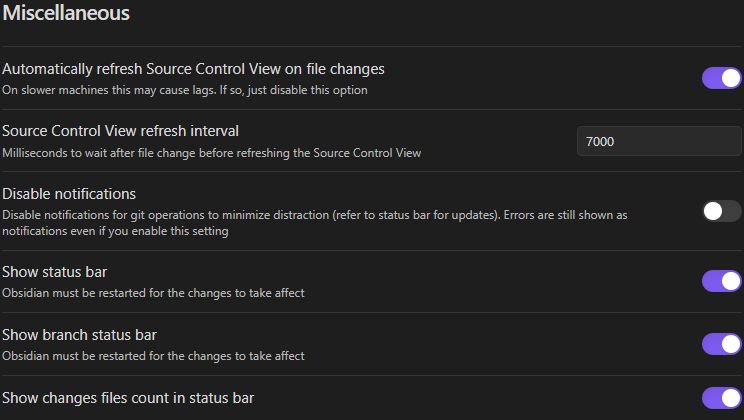 Miscellaneous
Automatically refresh Source Control View on file changes
On slower machines this may cause lags. If so, just disable this option
Source Control View refresh interval
Milliseconds to wait after file change before refreshing the Source Control View
7000
Disable notifications
Disable notifications for git operations to minimize distraction (refer to status bar for updates). Errors are still shown as
notifications even if you enable this setting
Show status bar
Obsidian must be restarted for the changes to take affect
Show branch status bar
Obsidian must be restarted for the changes to take affect
Show changes files count in status bar